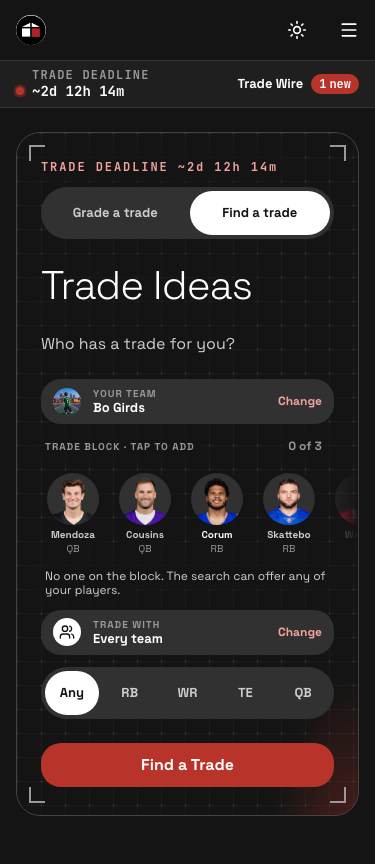 TRADE DEADLINE
~2d 12h 14m
Trade Wire
1 new
TRADE DEADLINE ~2d 12h 14m
Grade a trade
Find a trade
Trade Ideas
Who has a trade for you?
YOUR TEAM
Bo Girds
Change
TRADE BLOCK · TAP TO ADD
0 of 3
Mendoza
QB
Cousins
QB
Corum
RB
Skattebo
RB
No one on the block. The search can offer any of
your players.
TRADE WITH
Every team
Change
Any
RB
WR
TE
QB
Find a Trade